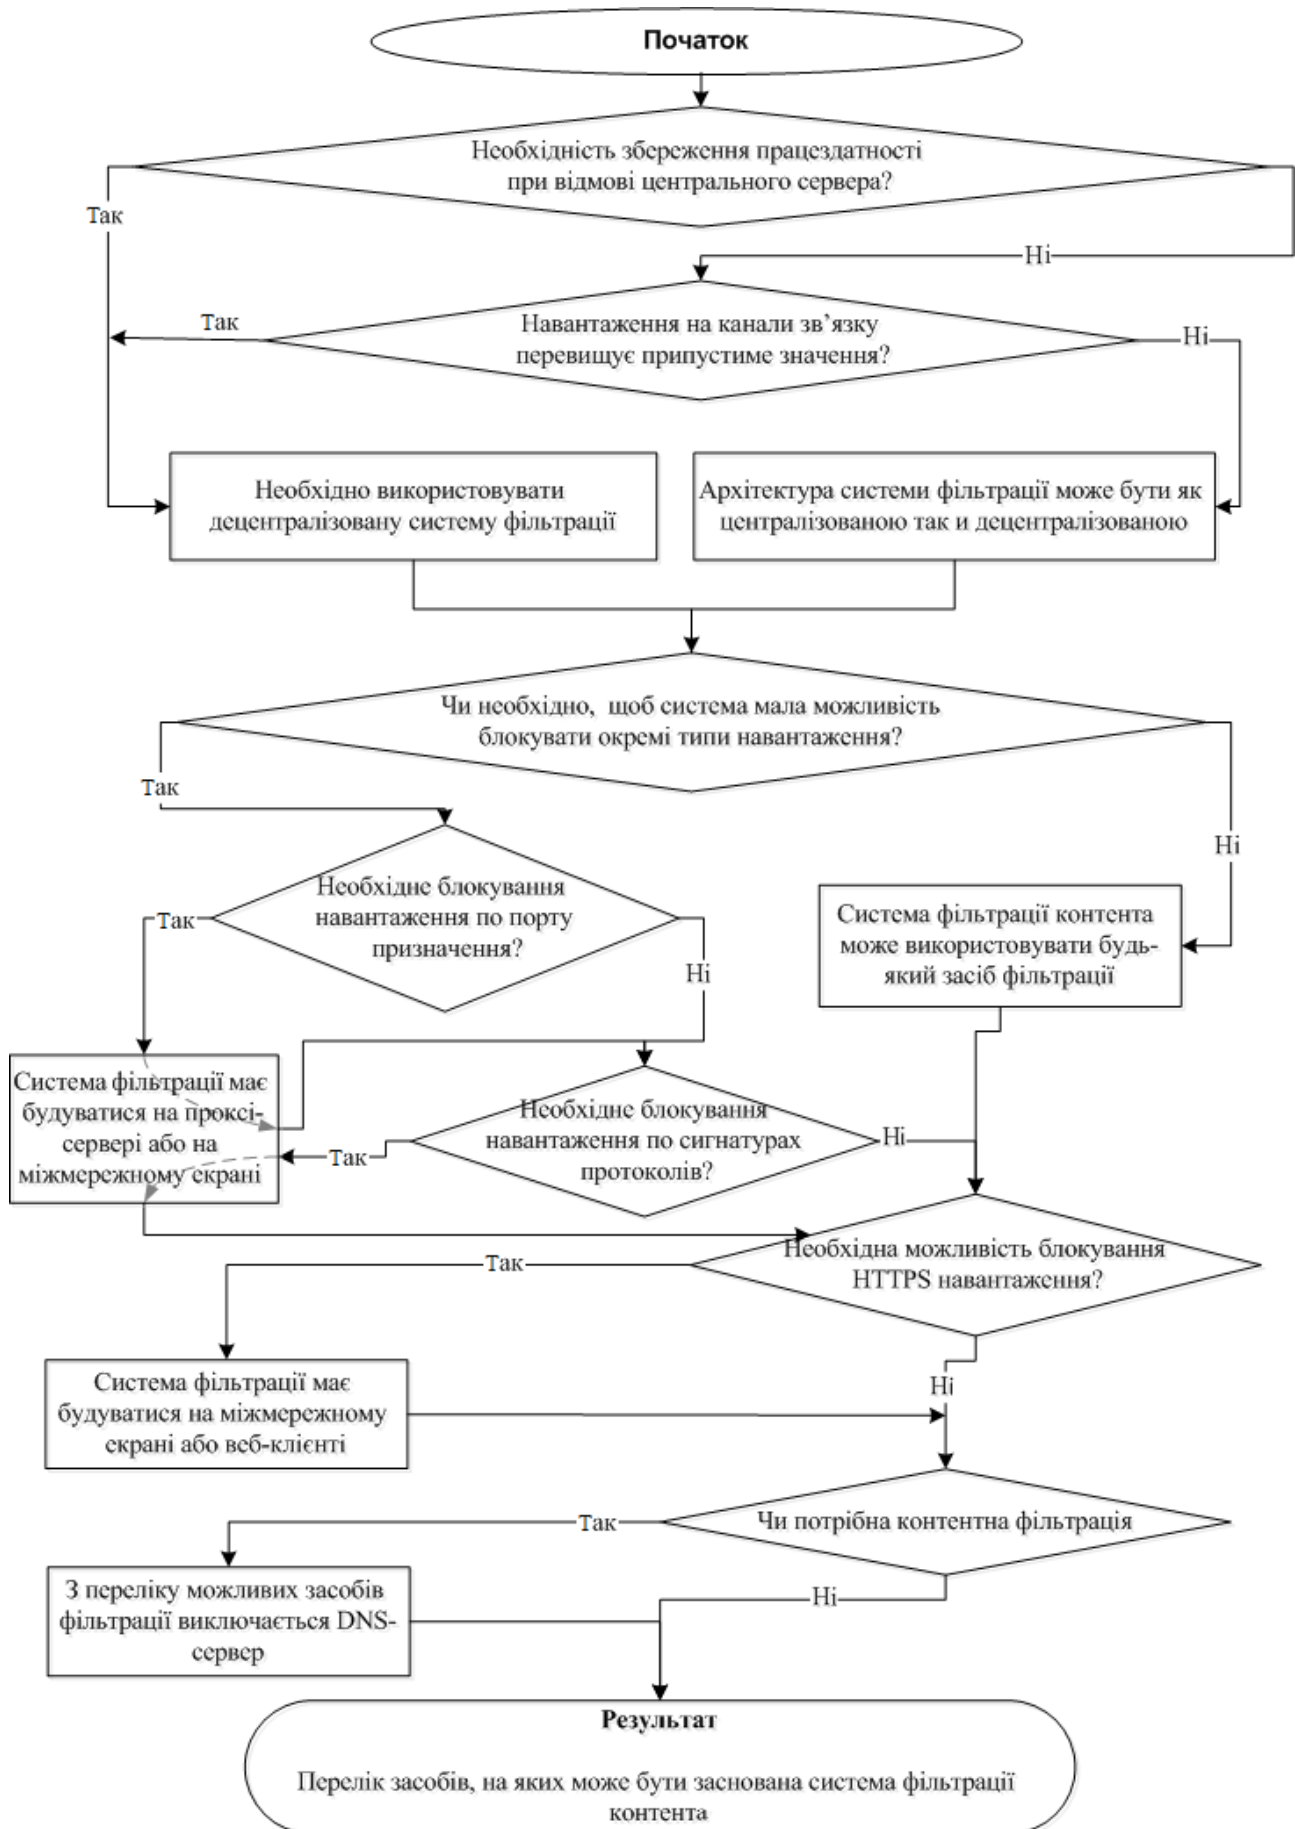 Початок
Необхідність збереження працездатності
при відмові центрального сервера?
Так
Ні
Навантаження на канали зв’язку
перевищує припустиме значення?
Так
Ні
Необхідно використовувати
децентралізовану систему фільтрації
Архітектура системи фільтрації може бути як
централізованою так и децентралізованою
Чи необхідно, щоб система мала можливість
блокувати окремі типи навантаження?
Так
Ні
Необхідне блокування
навантаження по порту
призначення?
Так
Ні
Система фільтрації контента
може використовувати будь-
який засіб фільтрації
Система фільтрації має
будуватися на проксі-
сервері або на
міжмережному екрані
Необхідне блокування
навантаження по сигнатурах
протоколів?
Так
Ні
Необхідна можливість блокування
HTTPS навантаження?
Так
Ні
Система фільтрації має
будуватися на міжмережному
екрані або веб-клієнті
Чи потрібна контентна фільтрація
Так
Ні
З переліку можливих засобів
фільтрації виключається DNS-
сервер
Результат
Перелік засобів, на яких може бути заснована система фільтрації
контента